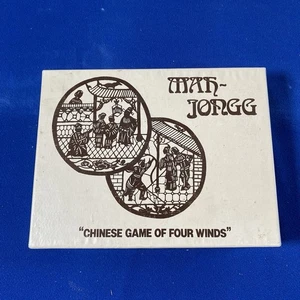 MAH-
JONGG
"CHINESE GAME OF FOUR WINDS"